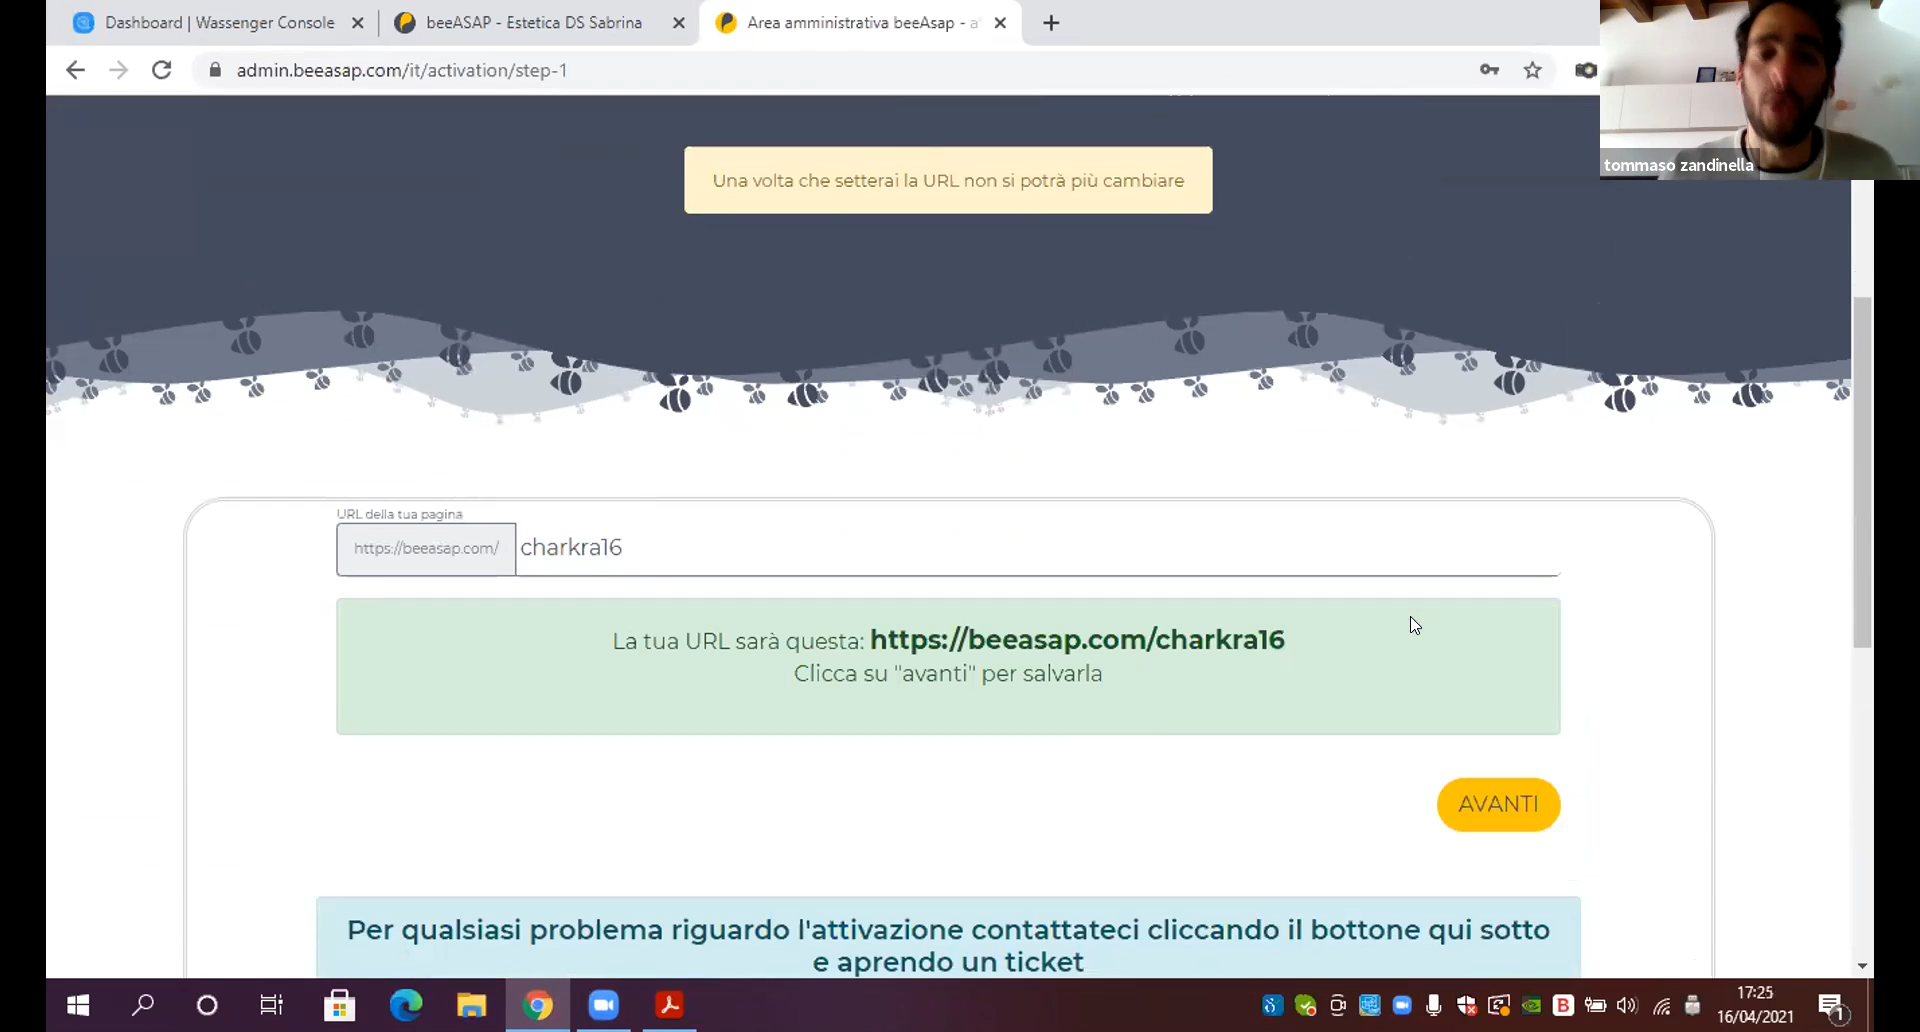 Dashboard | Wassenger Console
beeASAP - Estetica DS Sabrina
Area amministrativa beeAsap - a
admin.beeasap.com/it/activation/step-1
tommaso zandinella
Una volta che setterai la URL non si potrà più cambiare
URL della tua pagina
https://beeasap.com/ charkra16
La tua URL sarà questa: https://beeasap.com/charkra16
Clicca su "avanti" per salvarla
AVANTI
Per qualsiasi problema riguardo l'attivazione contattateci cliccando il bottone qui sotto
e aprendo un ticket
17:25
16/04/2021
1